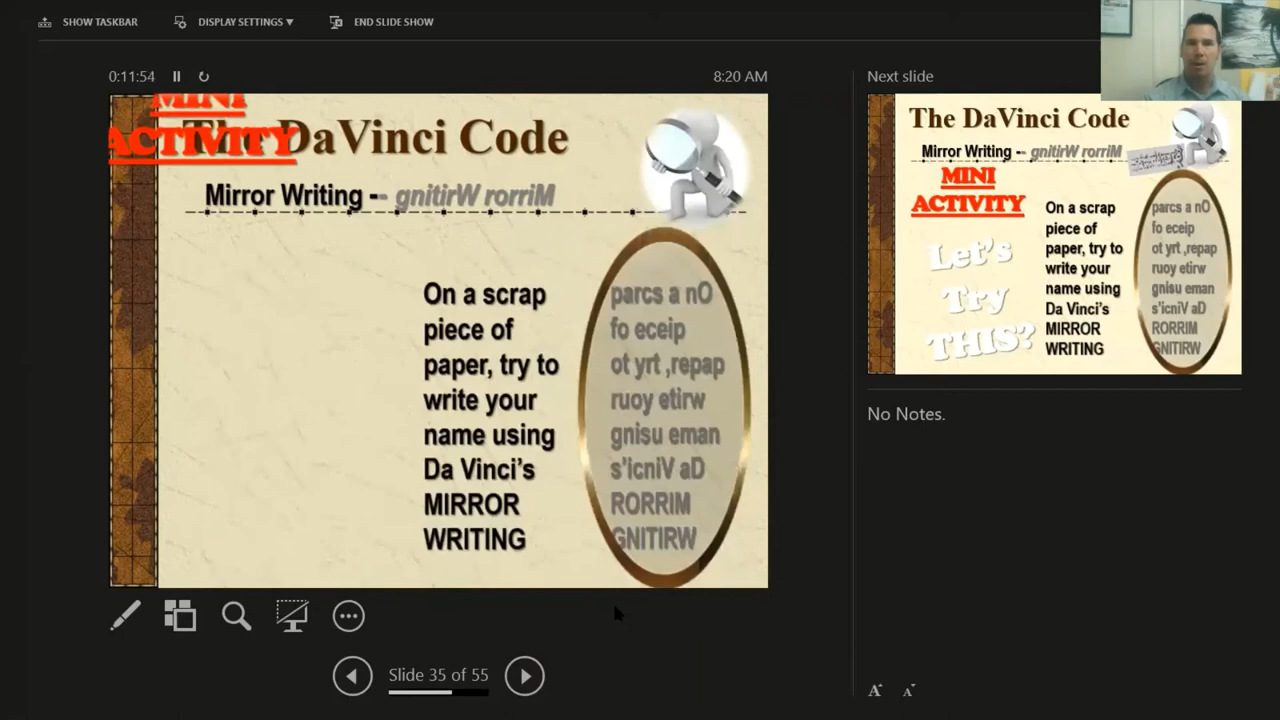 SHOW TASKBAR
DISPLAY SETTINGS ▼
END SLIDE SHOW
0:11:54
8:20 AM
MINI
ACTIVITY
The DaVinci Code
Mirror Writing -- gnitirW rorriM
On a scrap
piece of
paper, try to
write your
name using
Da Vinci’s
MIRROR
WRITING
parcs a nO
fo eceip
ot yrt ,repap
ruoy etirw
gnisu eman
s’icniV aD
RORRIM
GNITIRW
Slide 35 of 55
Next slide
The DaVinci Code
Mirror Writing -- gnitirW rorriM
MINI
ACTIVITY
Let’s
Try
THIS?
On a scrap
piece of
paper, try to
write your
name using
Da Vinci’s
MIRROR
WRITING
parcs a nO
fo eceip
ot yrt ,repap
ruoy etirw
gnisu eman
s’icniV aD
RORRIM
GNITIRW
No Notes.
A A